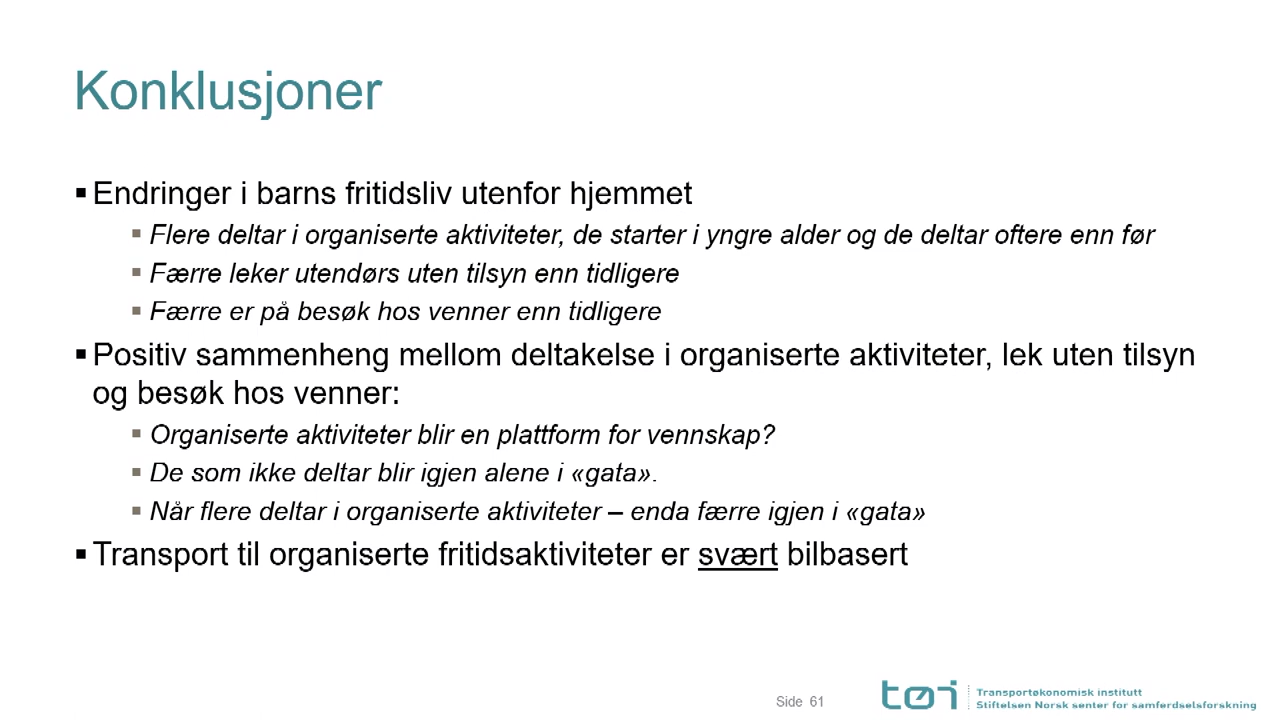 Konklusjoner
▪ Endringer i barns fritidsliv utenfor hjemmet
▪ Flere deltar i organiserte aktiviteter, de starter i yngre alder og de deltar oftere enn før
▪ Færre leker utendørs uten tilsyn enn tidligere
▪ Færre er på besøk hos venner enn tidligere
▪ Positiv sammenheng mellom deltakelse i organiserte aktiviteter, lek uten tilsyn
og besøk hos venner:
▪ Organiserte aktiviteter blir en plattform for vennskap?
▪ De som ikke deltar blir igjen alene i «gata».
▪ Når flere deltar i organiserte aktiviteter – enda færre igjen i «gata»
▪ Transport til organiserte fritidsaktiviteter er svært bilbasert
Side 61
tøi
Transportøkonomisk institutt
Stiftelsen Norsk senter for samferdselsforskning